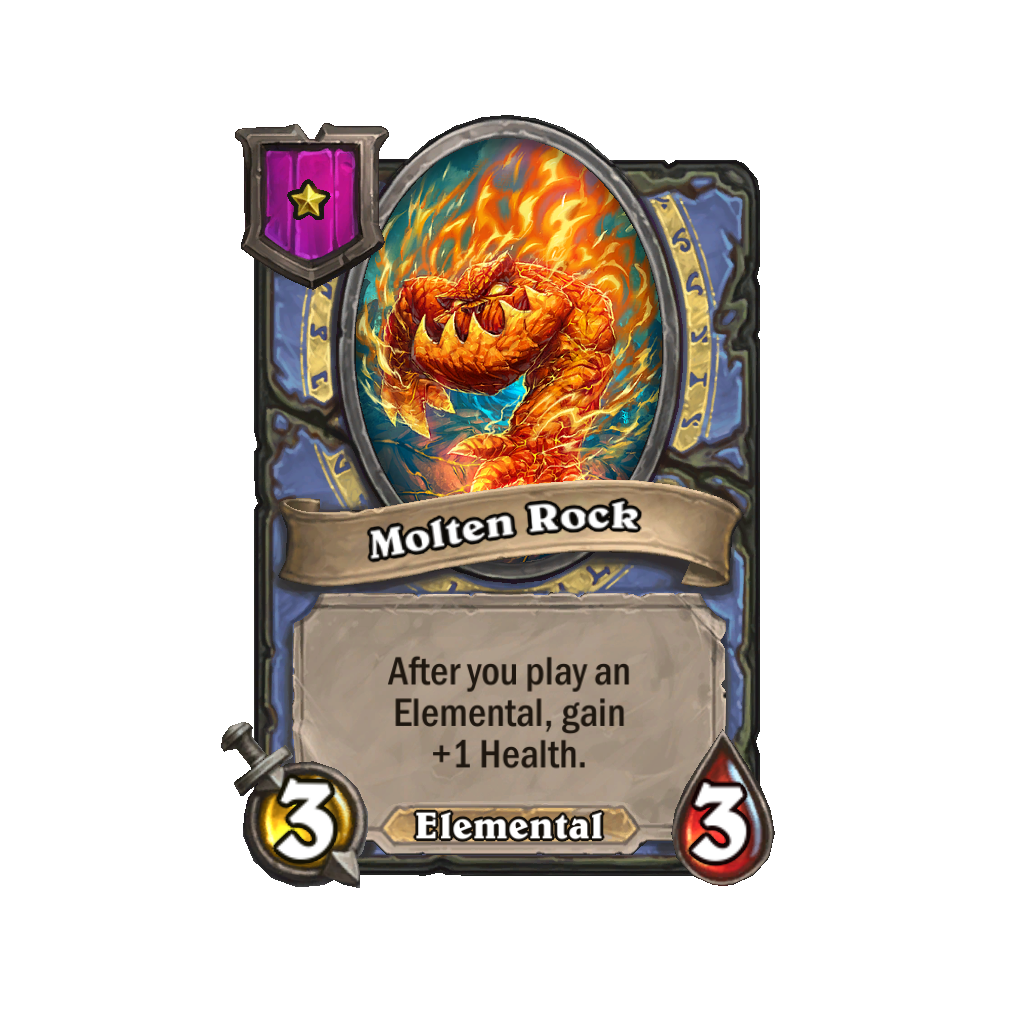 Molten Rock
After you play an
Elemental, gain
+1 Health.
3
Elemental
3